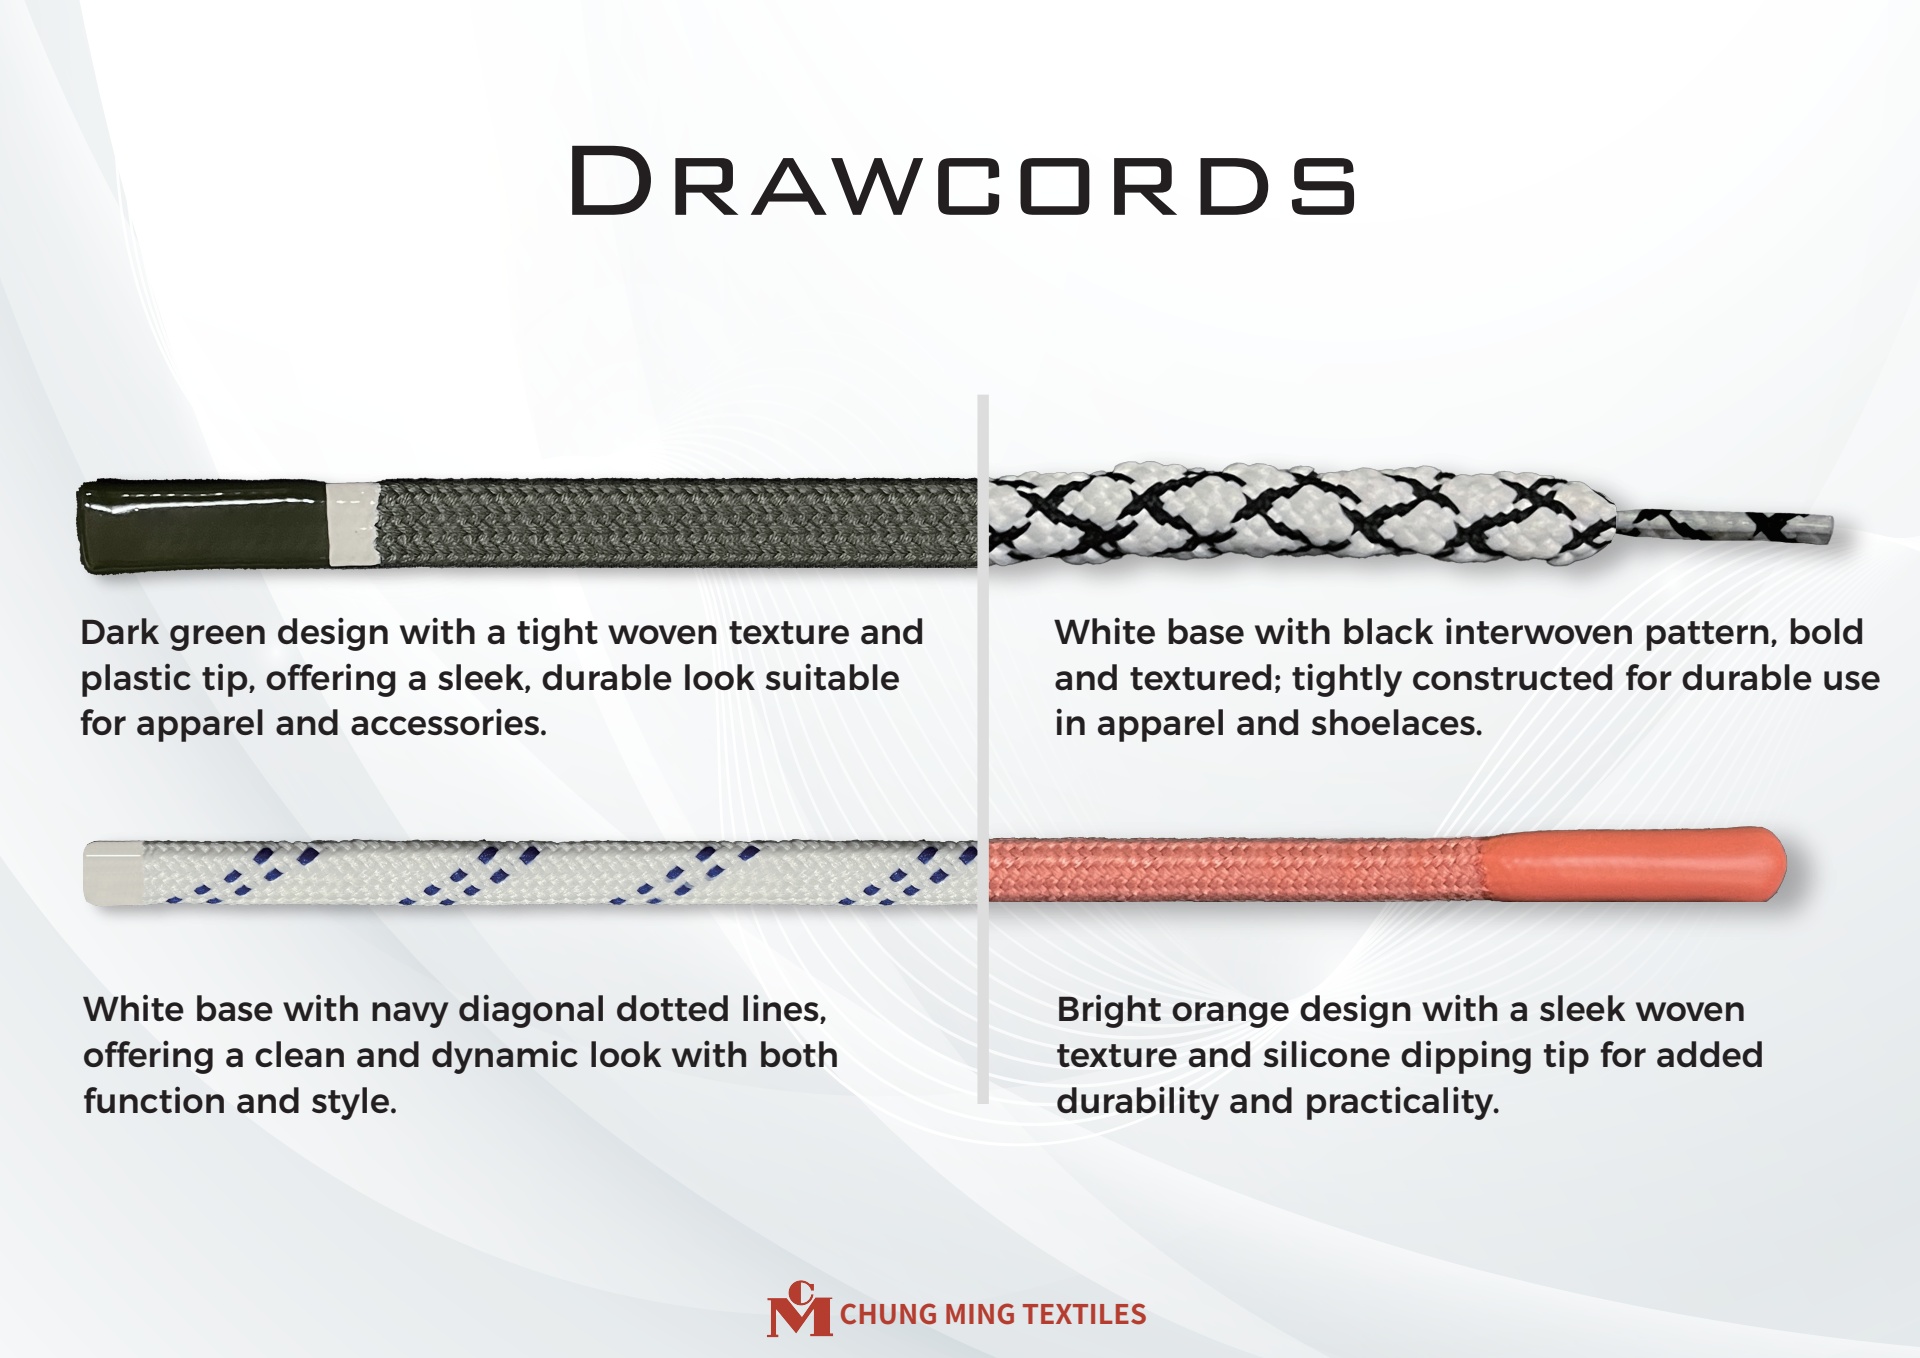 DRAWCORDS
Dark green design with a tight woven texture and
plastic tip, offering a sleek, durable look suitable
for apparel and accessories.
White base with black interwoven pattern, bold
and textured; tightly constructed for durable use
in apparel and shoelaces.
White base with navy diagonal dotted lines,
offering a clean and dynamic look with both
function and style.
Bright orange design with a sleek woven
texture and silicone dipping tip for added
durability and practicality.
CM CHUNG MING TEXTILES